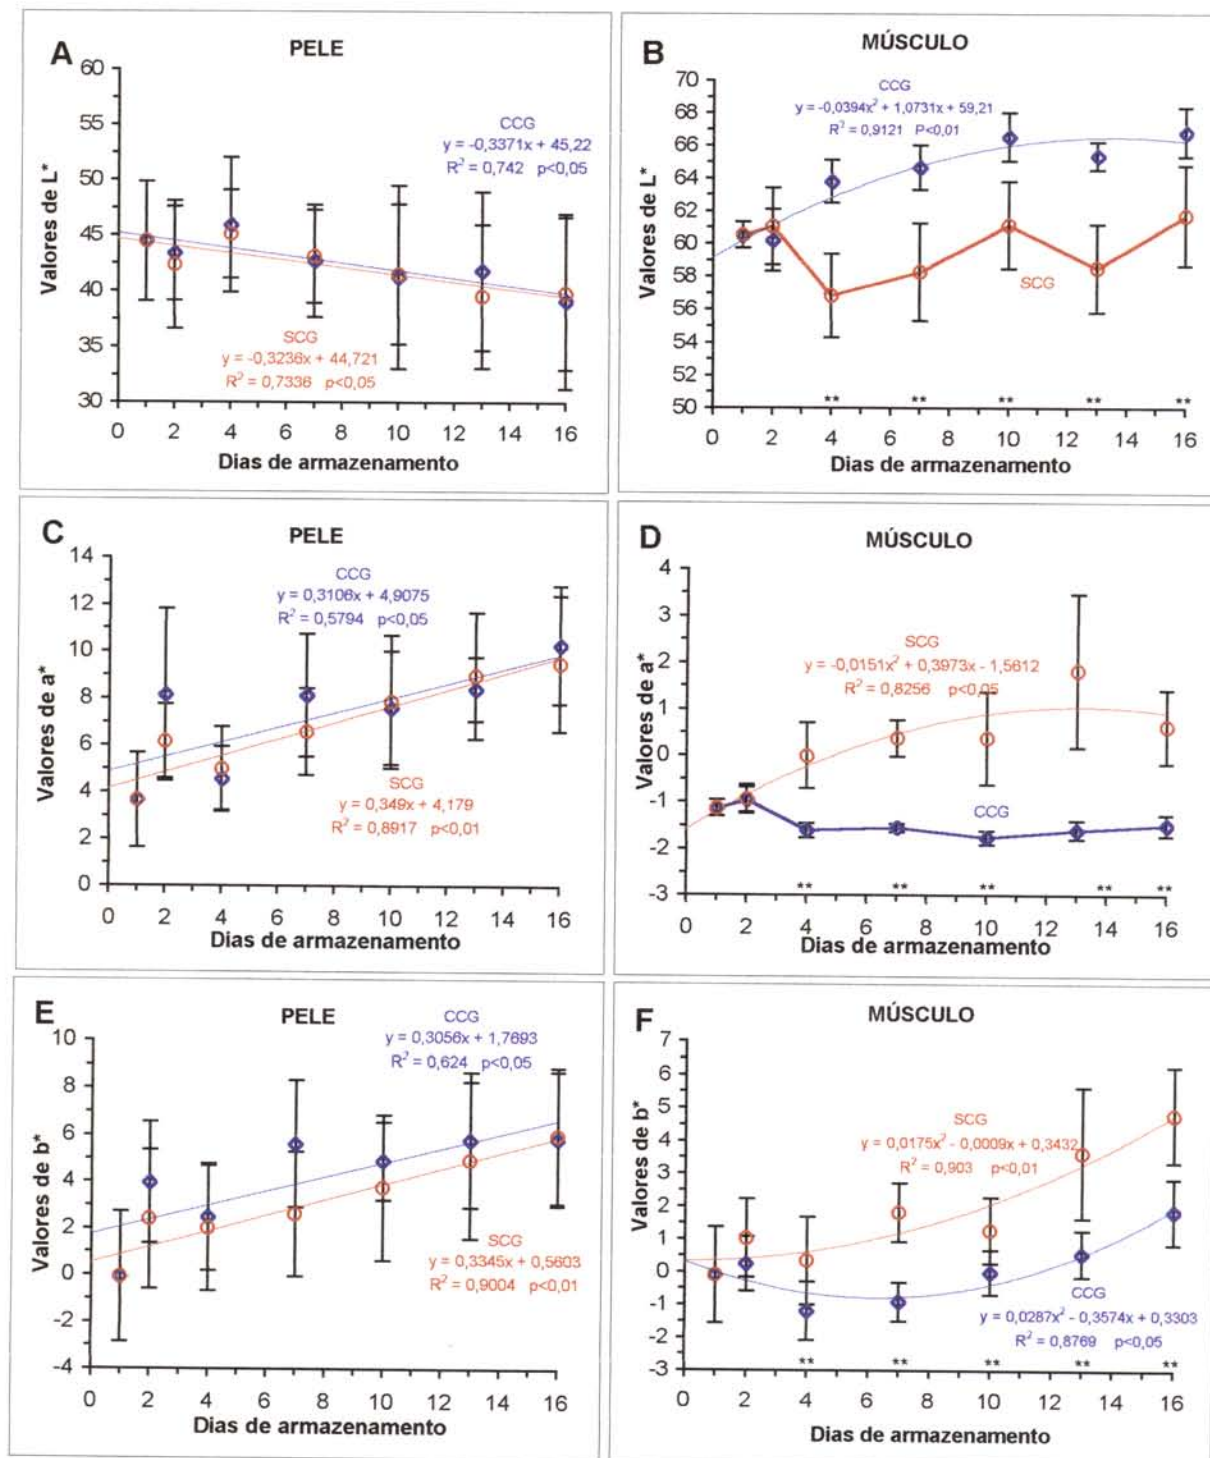 A
PELE
Valores de L*
60
55
50
45
40
35
30
CCG
y = -0,3371x + 45,22
R² = 0,742 p<0,05
SCG
y = -0,3236x + 44,721
R² = 0,7336 p<0,05
0 2 4 6 8 10 12 14 16
Dias de armazenamento
B
MÚSCULO
Valores de L*
70
68
66
64
62
60
58
56
54
52
50
CCG
y = -0,0394x² + 1,0731x + 59,21
R² = 0,9121 P<0,01
SCG
** ** ** ** **
0 2 4 6 8 10 12 14 16
Dias de armazenamento
C
PELE
Valores de a*
14
12
10
8
6
4
2
0
CCG
y = 0,3106x + 4,9075
R² = 0,5794 p<0,05
SCG
y = 0,349x + 4,179
R² = 0,8917 p<0,01
0 2 4 6 8 10 12 14 16
Dias de armazenamento
D
MÚSCULO
Valores de a*
4
3
2
1
0
-1
-2
-3
SCG
y = -0,0151x² + 0,3973x - 1,5612
R² = 0,8256 p<0,05
CCG
** ** ** ** **
0 2 4 6 8 10 12 14 16
Dias de armazenamento
E
PELE
Valores de b*
10
8
6
4
2
0
-2
-4
CCG
y = 0,3056x + 1,7693
R² = 0,624 p<0,05
SCG
y = 0,3345x + 0,5603
R² = 0,9004 p<0,01
0 2 4 6 8 10 12 14 16
Dias de armazenamento
F
MÚSCULO
Valores de b*
7
6
5
4
3
2
1
0
-1
-2
-3
SCG
y = 0,0175x² - 0,0009x + 0,3432
R² = 0,903 p<0,01
CCG
y = 0,0287x² - 0,3574x + 0,3303
R² = 0,8769 p<0,05
** ** ** ** **
0 2 4 6 8 10 12 14 16
Dias de armazenamento